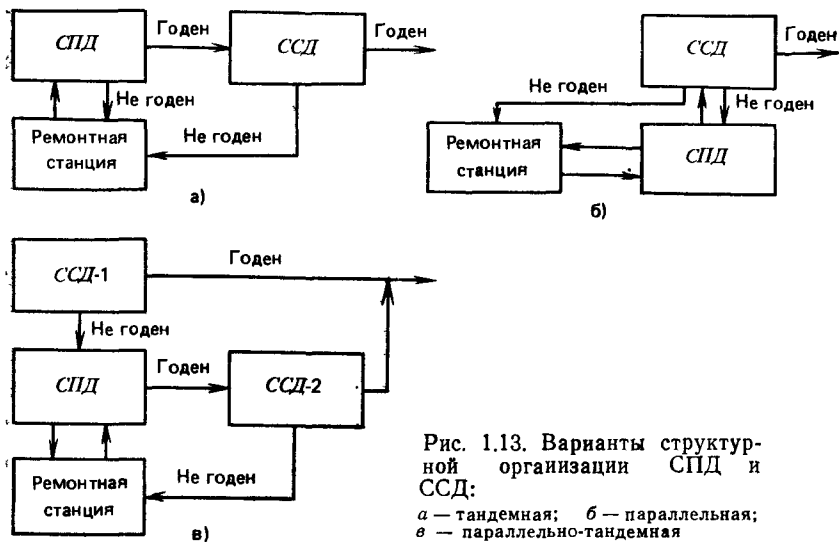 СПД
Годен
ССД
Годен
Не годен
Ремонтная
станция
Не годен
а)
ССД
Годен
Не годен
Не годен
Ремонтная
станция
СПД
б)
ССД-1
Годен
Не годен
СПД
Годен
ССД-2
Ремонтная
станция
Не годен
в)
Рис. 1.13. Варианты структур-
ной организации СПД и
ССД:
а — тандемная; б — параллельная;
в — параллельно-тандемная